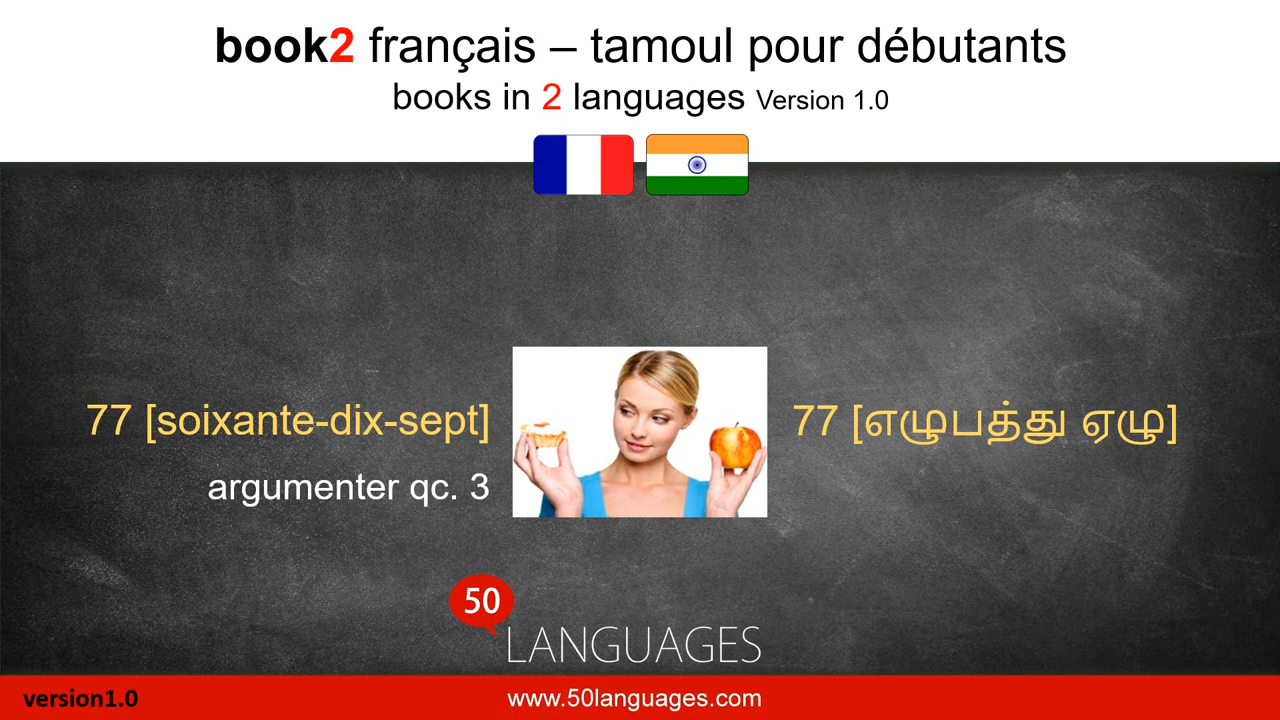 book2 français – tamoul pour débutants
books in 2 languages Version 1.0
77 [soixante-dix-sept]
argumenter qc. 3
77 [எழுபத்து ஏழு]
50
LANGUAGES
version1.0
www.50languages.com